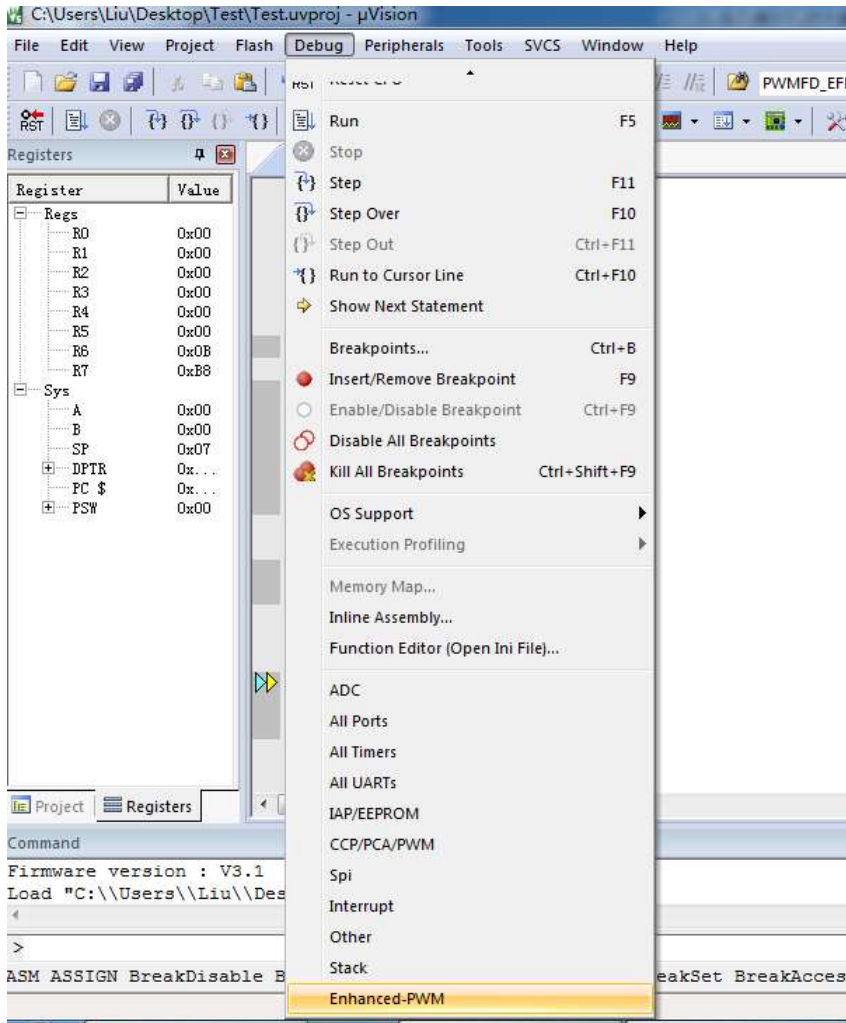 C:\Users\Liu\Desktop\Test\Test.uvproj - µVision
File Edit View Project Flash Debug Peripherals Tools SVCS Window Help
RST
PWMFD_EF
RST
Registers
Register Value
Regs
R0 0x00
R1 0x00
R2 0x00
R3 0x00
R4 0x00
R5 0x00
R6 0x0B
R7 0xB8
Sys
A 0x00
B 0x00
SP 0x07
DPTR 0x...
PC $ 0x...
PSW 0x00
Project Registers
Run F5
Stop
Step F11
Step Over F10
Step Out Ctrl+F11
Run to Cursor Line Ctrl+F10
Show Next Statement
Breakpoints... Ctrl+B
Insert/Remove Breakpoint F9
Enable/Disable Breakpoint Ctrl+F9
Disable All Breakpoints
Kill All Breakpoints Ctrl+Shift+F9
OS Support
Execution Profiling
Memory Map...
Inline Assembly...
Function Editor (Open Ini File)...
ADC
All Ports
All Timers
All UARTs
IAP/EEPROM
CCP/PCA/PWM
Spi
Interrupt
Other
Stack
Enhanced-PWM
Command
Firmware version : V3.1
Load "C:\\Users\\Liu\\Des
>
ASM ASSIGN BreakDisable B eakSet BreakAcces